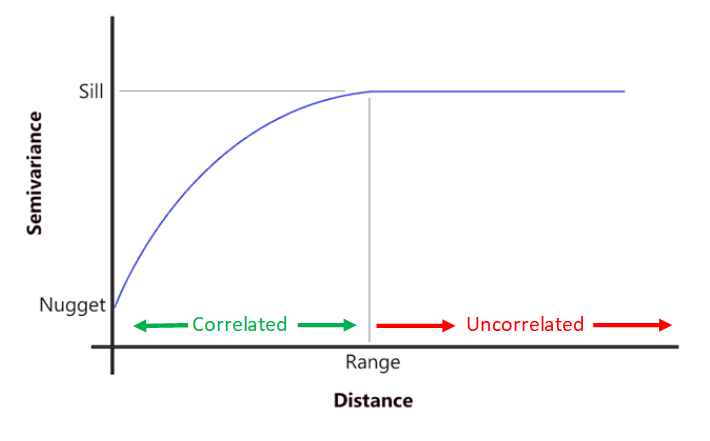 Sill
Semivariance
Nugget
Correlated
Uncorrelated
Range
Distance